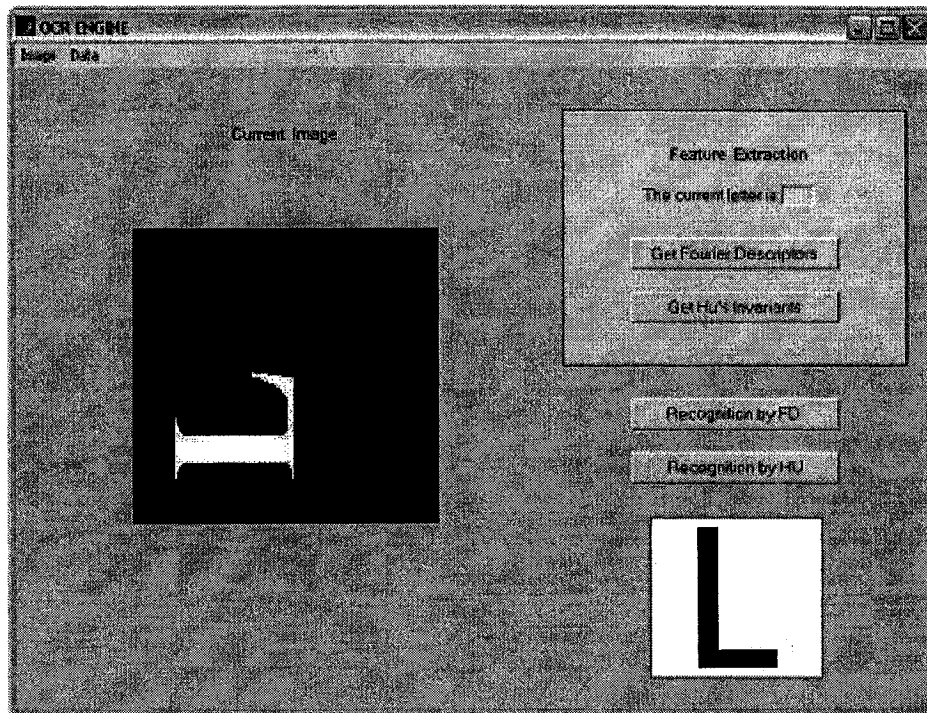 OCR ENGINE
Image Data
Current Image
Feature Extraction
The current letter is:
Get Fourier Descriptors
Get Hu's Invariants
Recognition by FD
Recognition by HU
L
L